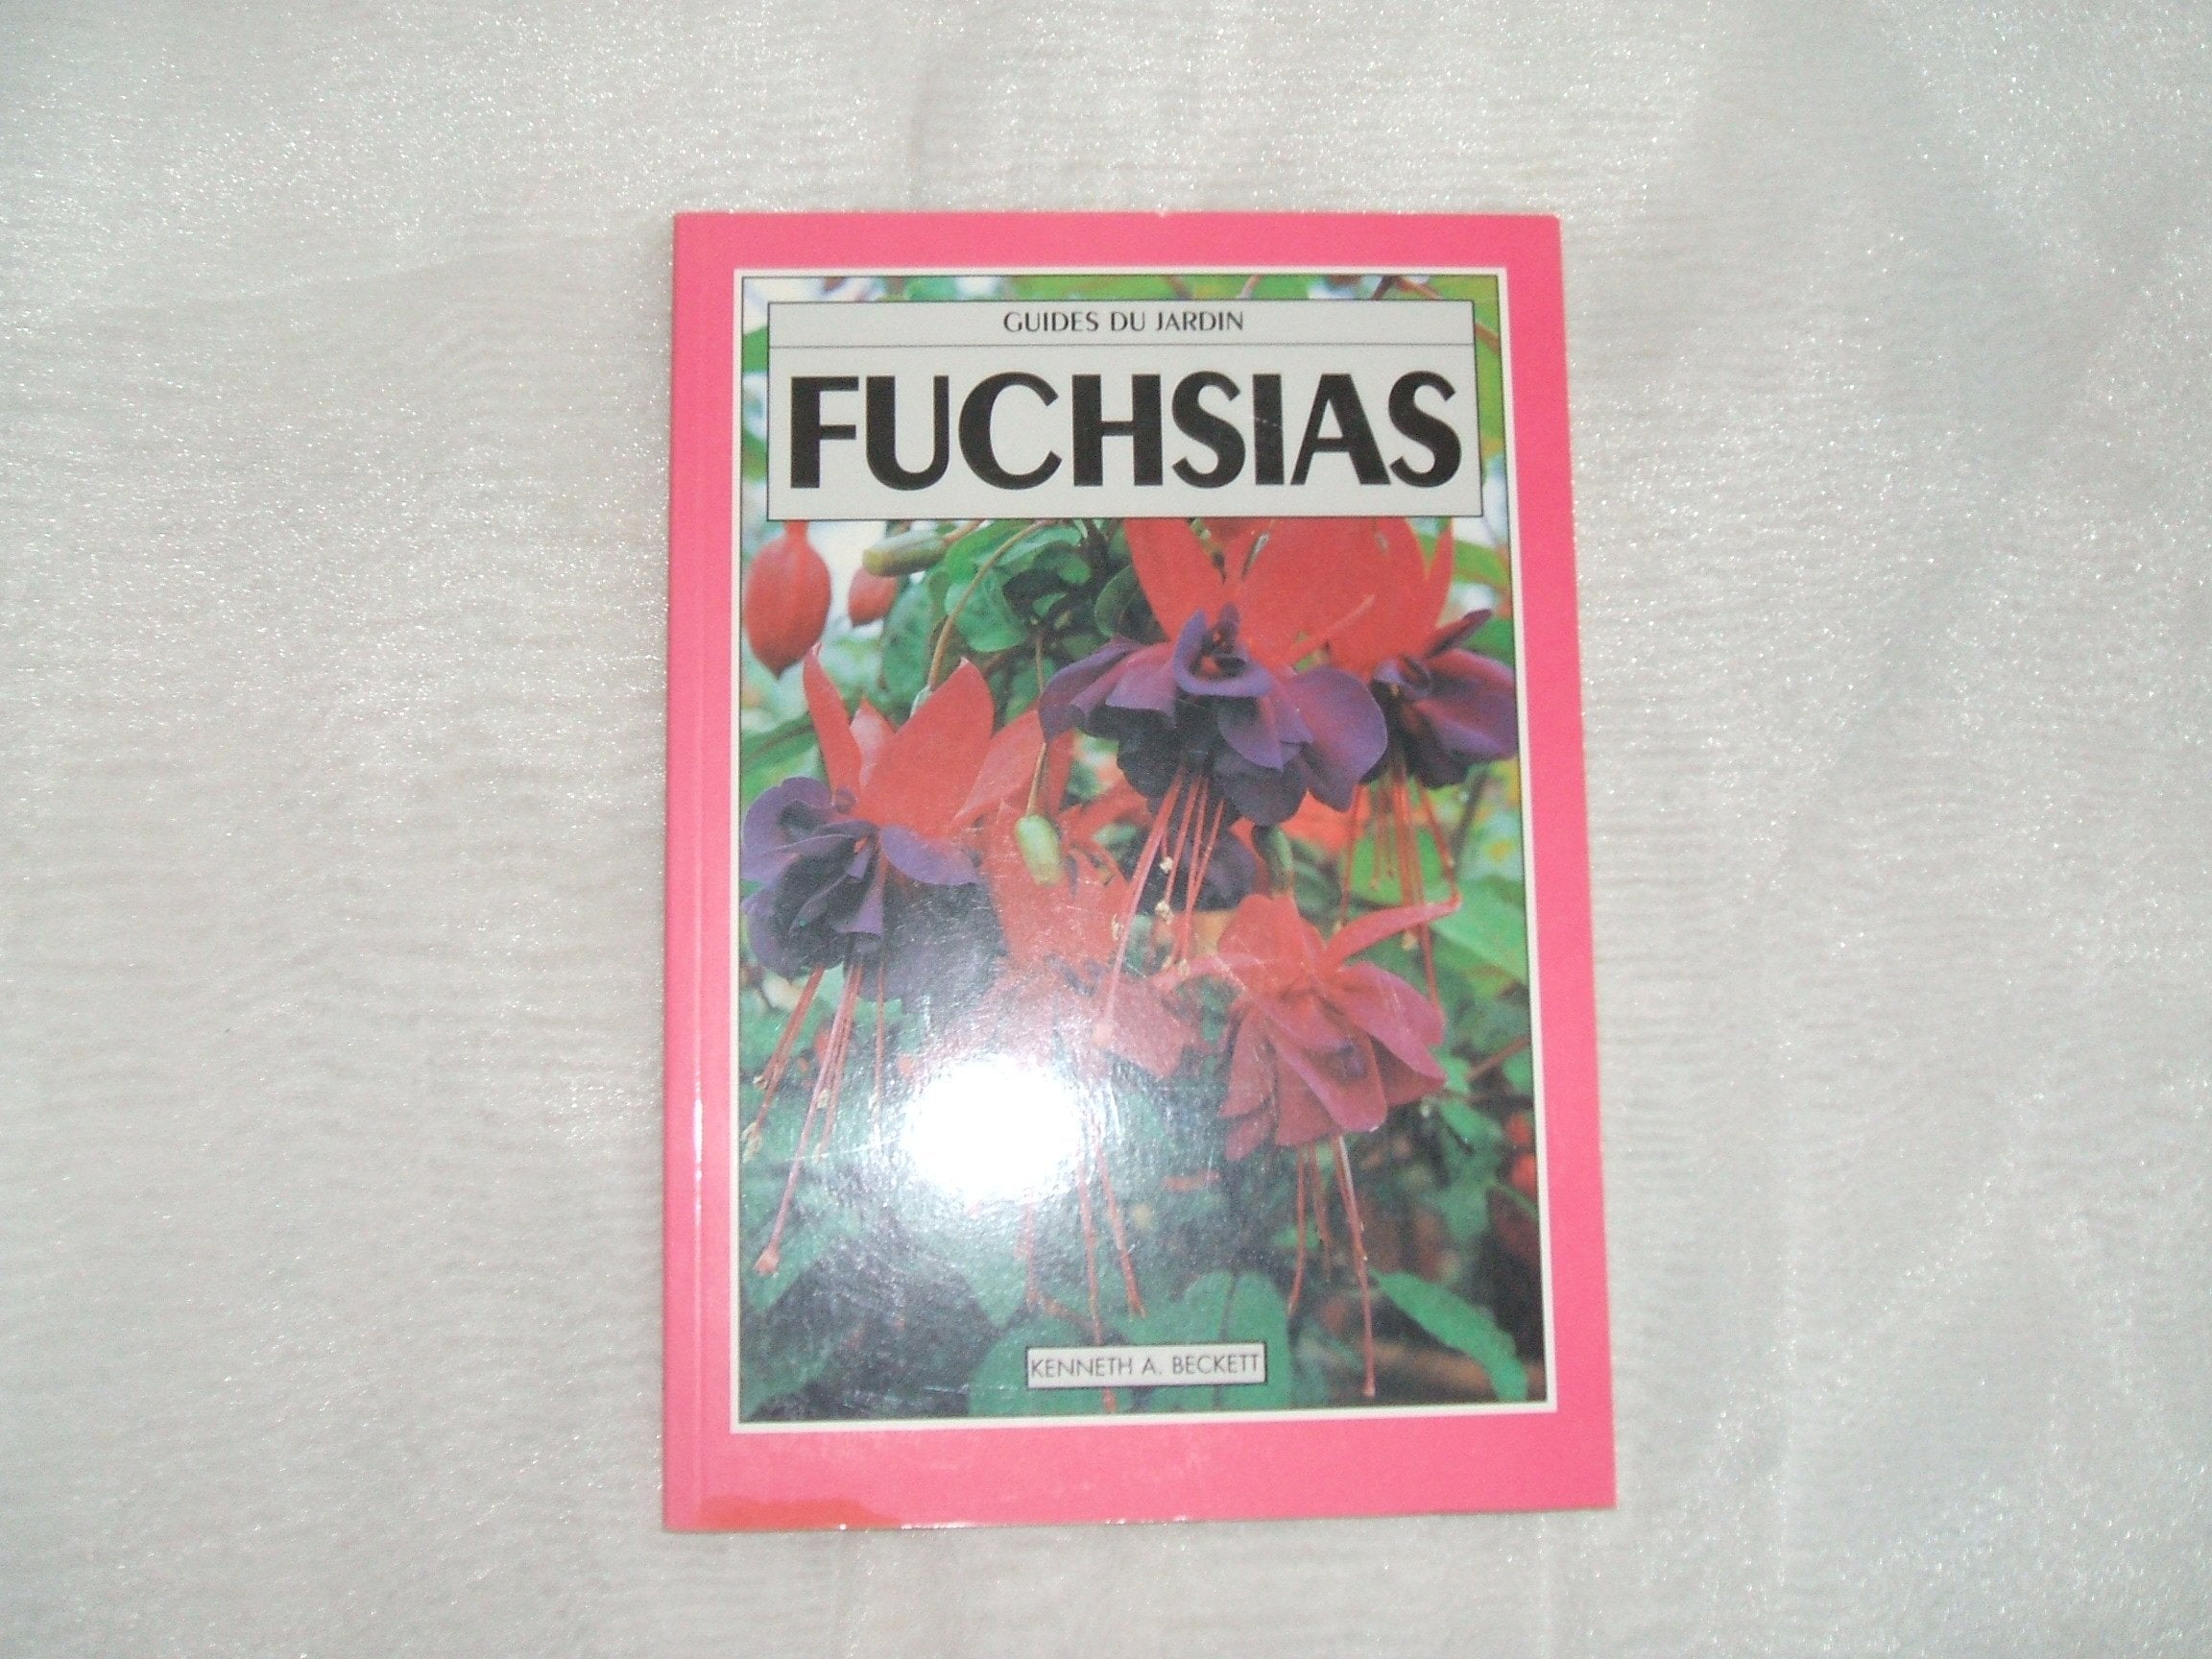 GUIDES DU JARDIN
FUCHSIAS
KENNETH A. BECKETT